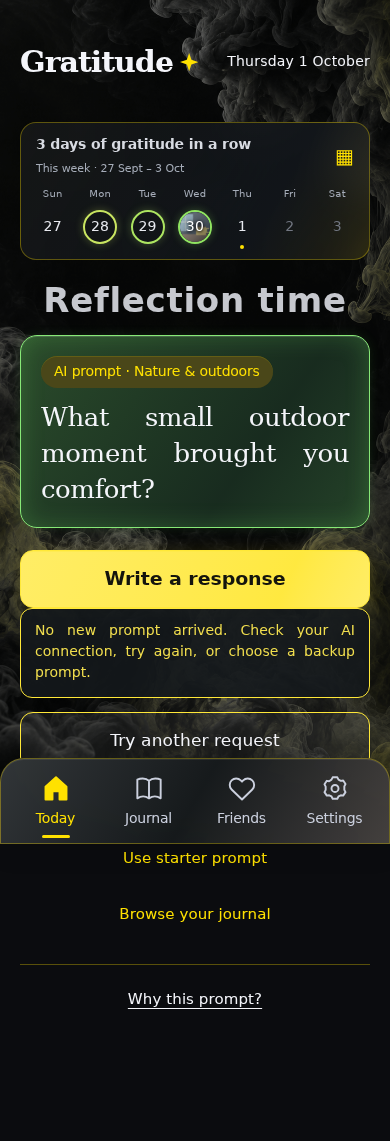 Gratitude
Thursday 1 October
3 days of gratitude in a row
This week · 27 Sept – 3 Oct
Sun Mon Tue Wed Thu Fri Sat
27 28 29 30 1 2 3
Reflection time
AI prompt · Nature & outdoors
What small outdoor
moment brought you
comfort?
Write a response
No new prompt arrived. Check your AI
connection, try again, or choose a backup
prompt.
Try another request
Today Journal Friends Settings
Use starter prompt
Browse your journal
Why this prompt?